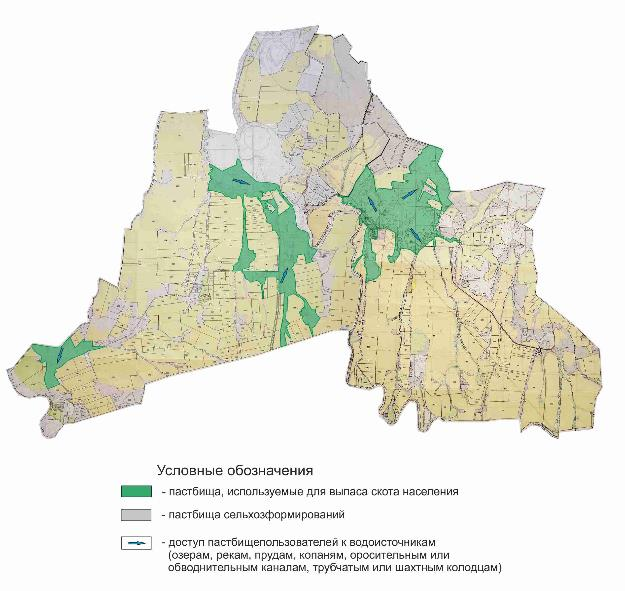 Условные обозначения
- пастбища, используемые для выпаса скота населения
- пастбища сельхозформирований
- доступ пастбищепользователей к водоисточникам
(озерам, рекам, прудам, копаням, оросительным или
обводнительным каналам, трубчатым или шахтным колодцам)